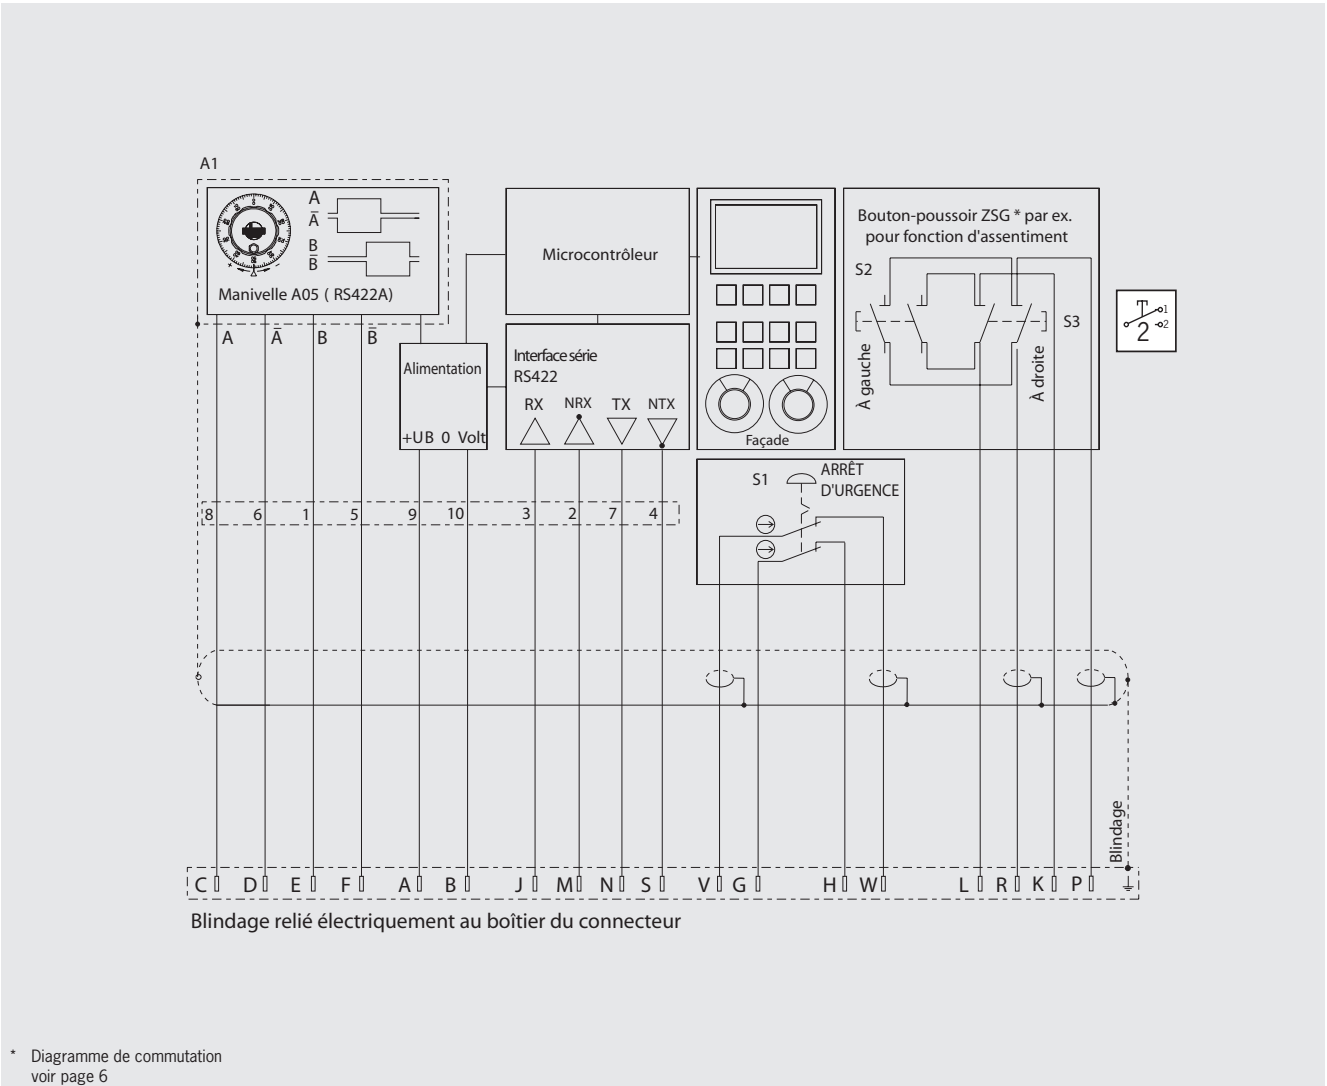 A1
A
A̅
B
B̅
Manivelle A05 ( RS422A)
A
A̅
B
B̅
Microcontrôleur
Alimentation
+UB 0 Volt
Interface série
RS422
RX
NRX
TX
NTX
Façade
Bouton-poussoir ZSG * par ex.
pour fonction d'assentiment
S2
S3
À gauche
À droite
1
2
2
S1
ARRÊT
D'URGENCE
8 6 1 5 9 10 3 2 7 4
Blindage
C D E F A B J M N S V G H W L R K P
Blindage relié électriquement au boîtier du connecteur
* Diagramme de commutation
voir page 6